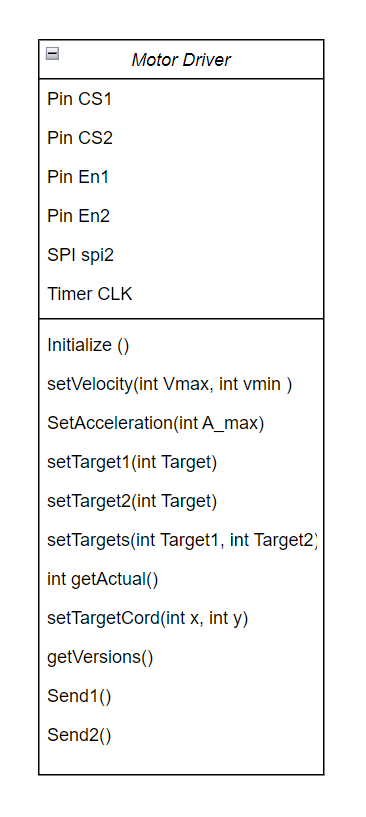 Motor Driver
Pin CS1
Pin CS2
Pin En1
Pin En2
SPI spi2
Timer CLK
Initialize ()
setVelocity(int Vmax, int vmin )
SetAcceleration(int A_max)
setTarget1(int Target)
setTarget2(int Target)
setTargets(int Target1, int Target2)
int getActual()
setTargetCord(int x, int y)
getVersions()
Send1()
Send2()